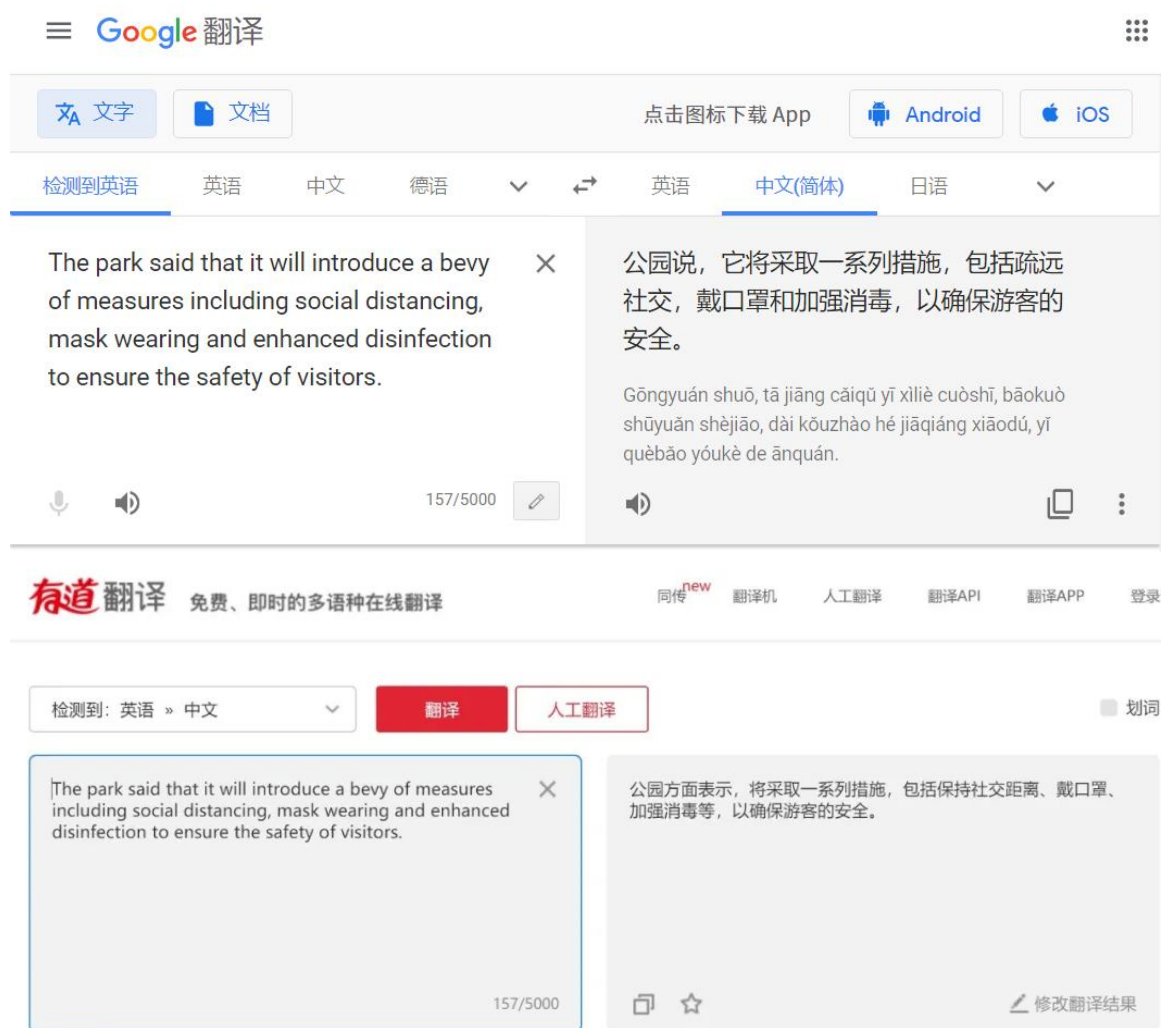 Google 翻译
文字 文档 点击图标下载 App Android iOS
检测到英语 英语 中文 德语 英语 中文(简体) 日语
The park said that it will introduce a bevy
of measures including social distancing,
mask wearing and enhanced disinfection
to ensure the safety of visitors.
157/5000
公园说，它将采取一系列措施，包括疏远
社交，戴口罩和加强消毒，以确保游客的
安全。
Gōngyuán shuō, tā jiāng cǎiqǔ yī xìliè cuòshī, bāokuò
shūyuǎn shèjiāo, dài kǒuzhào hé jiāqiáng xiāodú, yǐ
quèbǎo yóukè de ānquán.
有道翻译 免费、即时的多语种在线翻译 同传new 翻译机 人工翻译 翻译API 翻译APP 登录
检测到：英语 » 中文 翻译 人工翻译 划词
The park said that it will introduce a bevy of measures
including social distancing, mask wearing and enhanced
disinfection to ensure the safety of visitors.
157/5000
公园方面表示，将采取一系列措施，包括保持社交距离、戴口罩、
加强消毒等，以确保游客的安全。
修改翻译结果